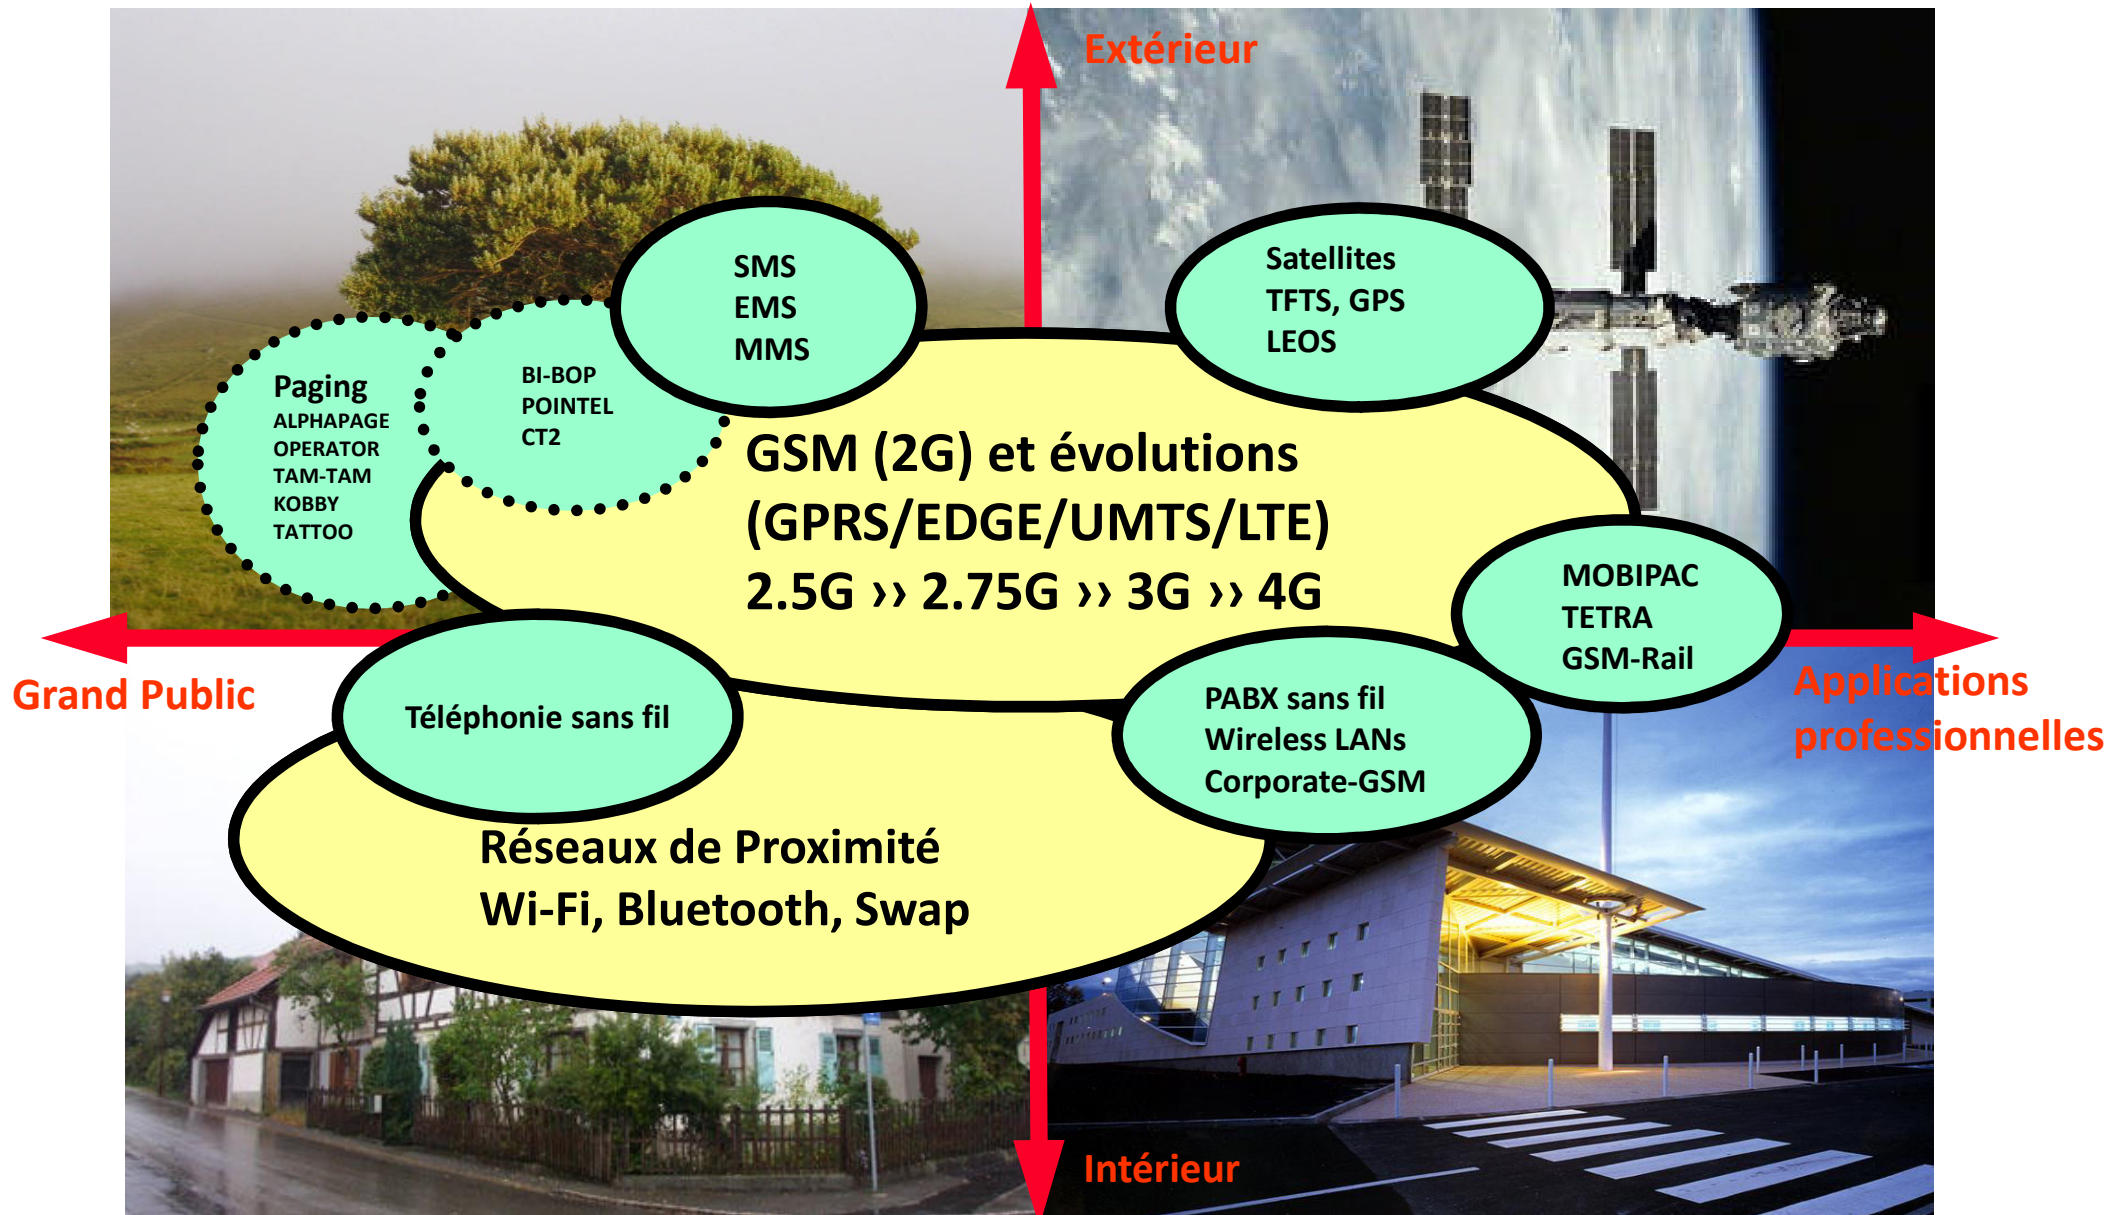 Extérieur
SMS
EMS
MMS
Satellites
TFTS, GPS
LEOS
Paging
ALPHAPAGE
OPERATOR
TAM-TAM
KOBBY
TATTOO
BI-BOP
POINTEL
CT2
GSM (2G) et évolutions
(GPRS/EDGE/UMTS/LTE)
2.5G ›› 2.75G ›› 3G ›› 4G
MOBIPAC
TETRA
GSM-Rail
Grand Public
Applications
professionnelles
Téléphonie sans fil
PABX sans fil
Wireless LANs
Corporate-GSM
Réseaux de Proximité
Wi-Fi, Bluetooth, Swap
Intérieur